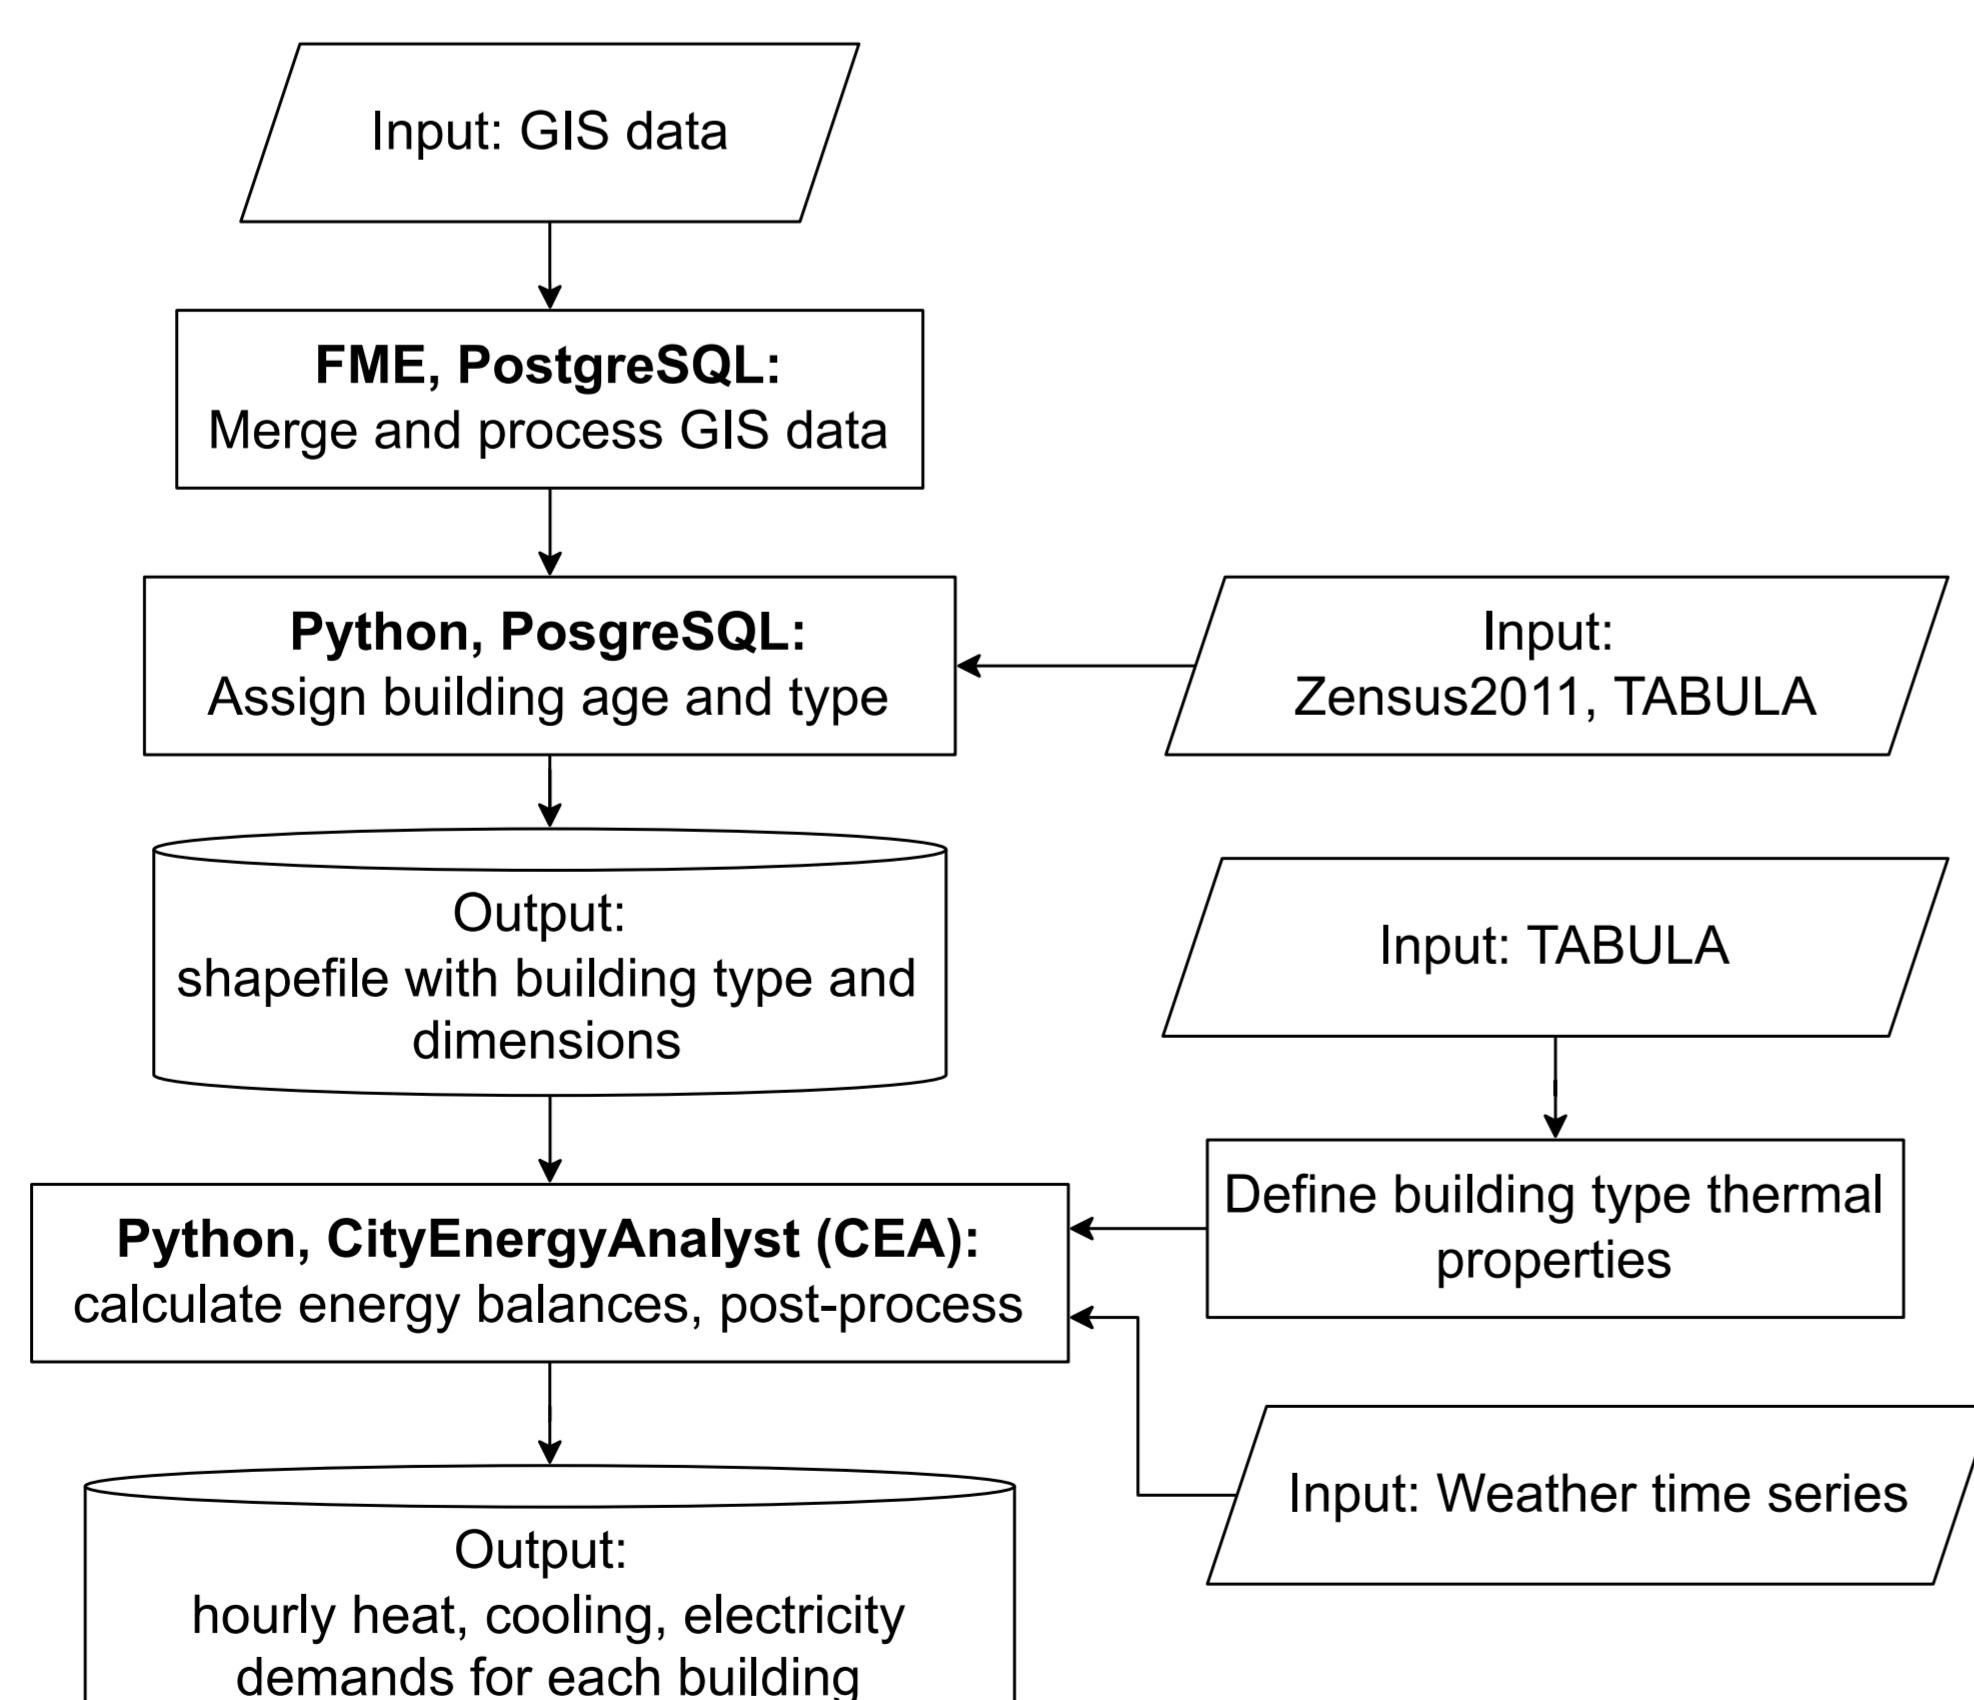 Input: GIS data
FME, PostgreSQL:
Merge and process GIS data
Python, PosgreSQL:
Assign building age and type
Input:
Zensus2011, TABULA
Output:
shapefile with building type and
dimensions
Input: TABULA
Define building type thermal
properties
Python, CityEnergyAnalyst (CEA):
calculate energy balances, post-process
Input: Weather time series
Output:
hourly heat, cooling, electricity
demands for each building